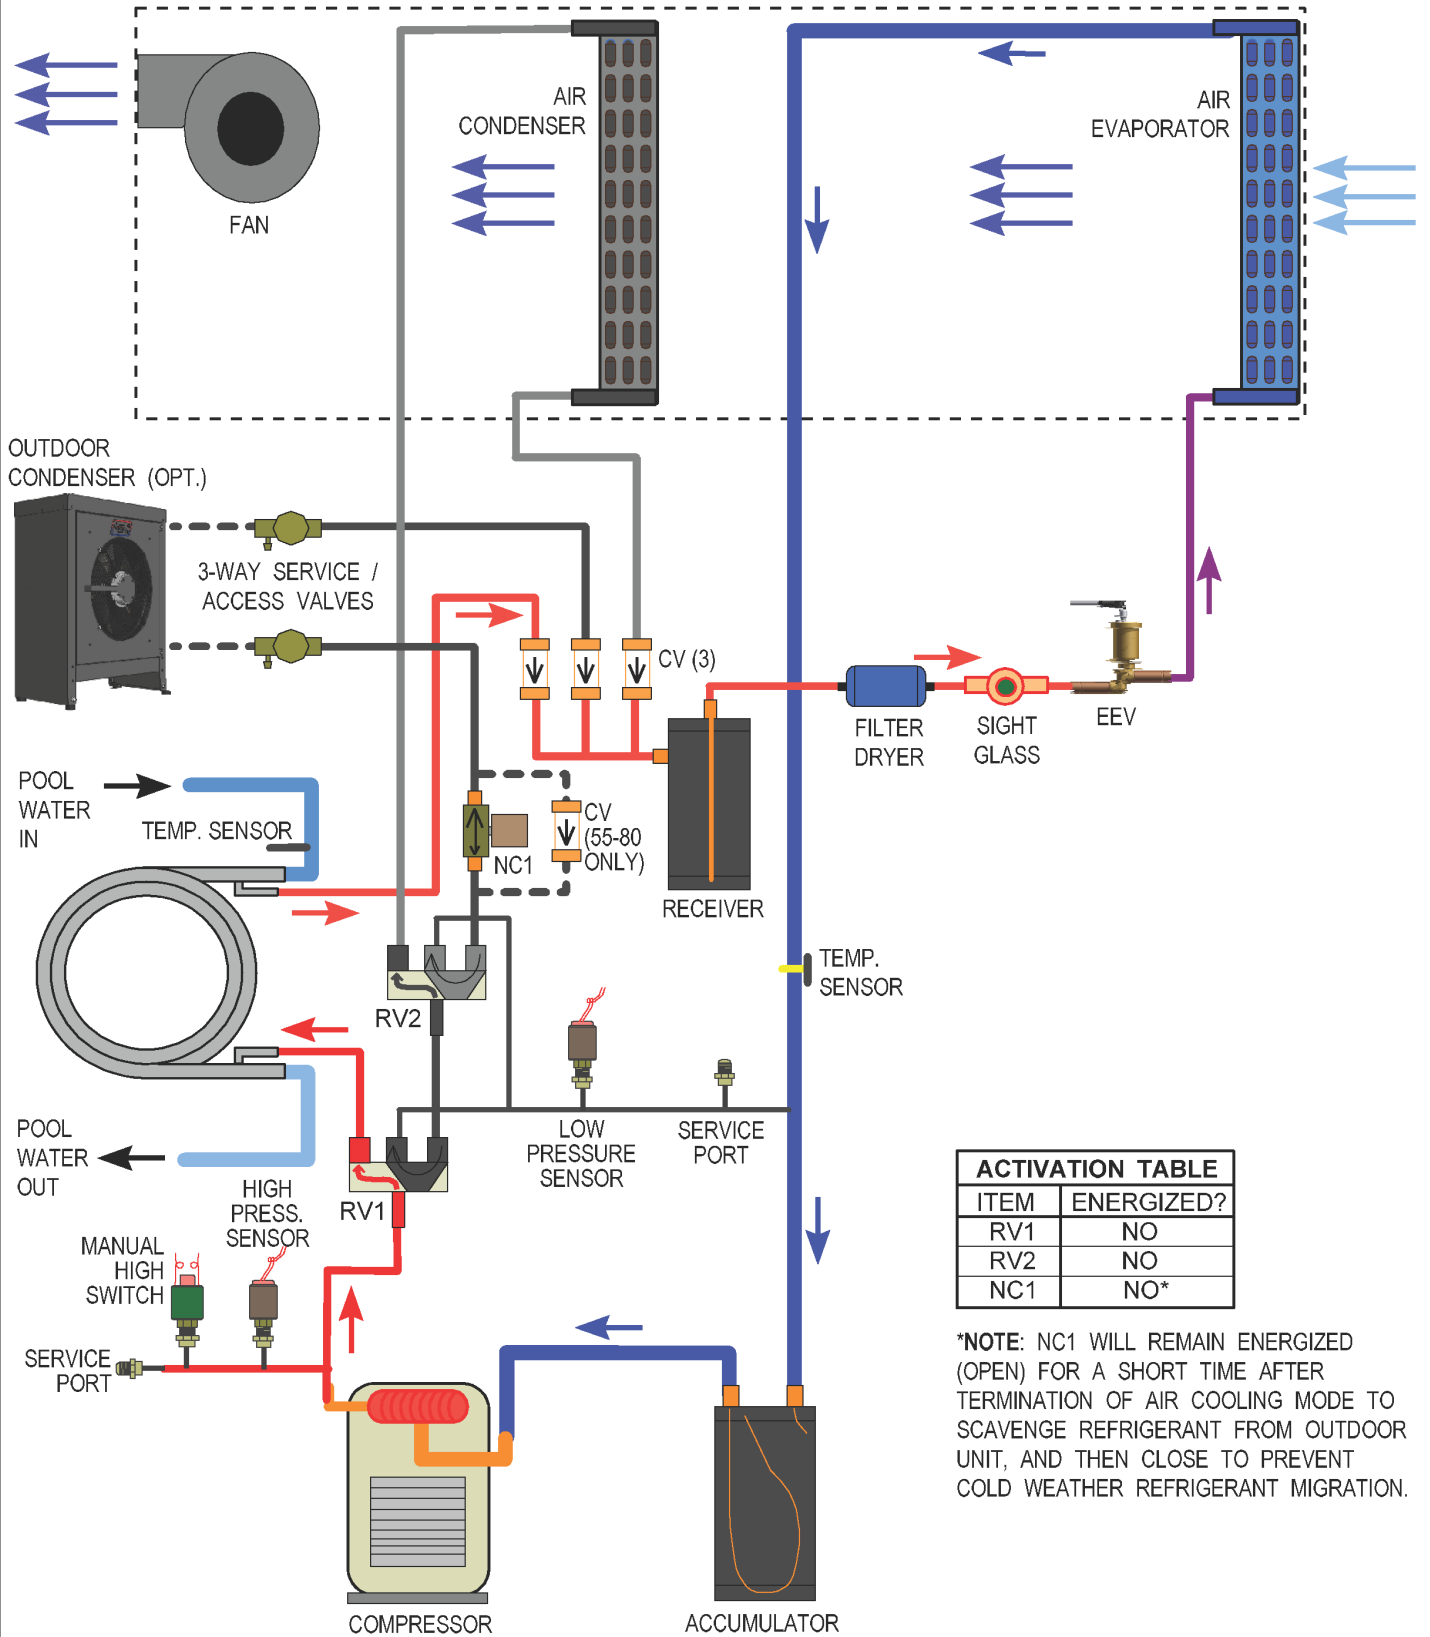 AIR
CONDENSER
AIR
EVAPORATOR
FAN
OUTDOOR
CONDENSER (OPT.)
3-WAY SERVICE /
ACCESS VALVES
CV (3)
FILTER
DRYER
SIGHT
GLASS
EEV
POOL
WATER
IN
TEMP. SENSOR
NC1
CV
(55-80
ONLY)
RECEIVER
TEMP.
SENSOR
RV2
POOL
WATER
OUT
LOW
PRESSURE
SENSOR
SERVICE
PORT
RV1
HIGH
PRESS.
SENSOR
MANUAL
HIGH
SWITCH
SERVICE
PORT
COMPRESSOR
ACCUMULATOR
ACTIVATION TABLE
ITEM ENERGIZED?
RV1 NO
RV2 NO
NC1 NO*
*NOTE: NC1 WILL REMAIN ENERGIZED
(OPEN) FOR A SHORT TIME AFTER
TERMINATION OF AIR COOLING MODE TO
SCAVENGE REFRIGERANT FROM OUTDOOR
UNIT, AND THEN CLOSE TO PREVENT
COLD WEATHER REFRIGERANT MIGRATION.